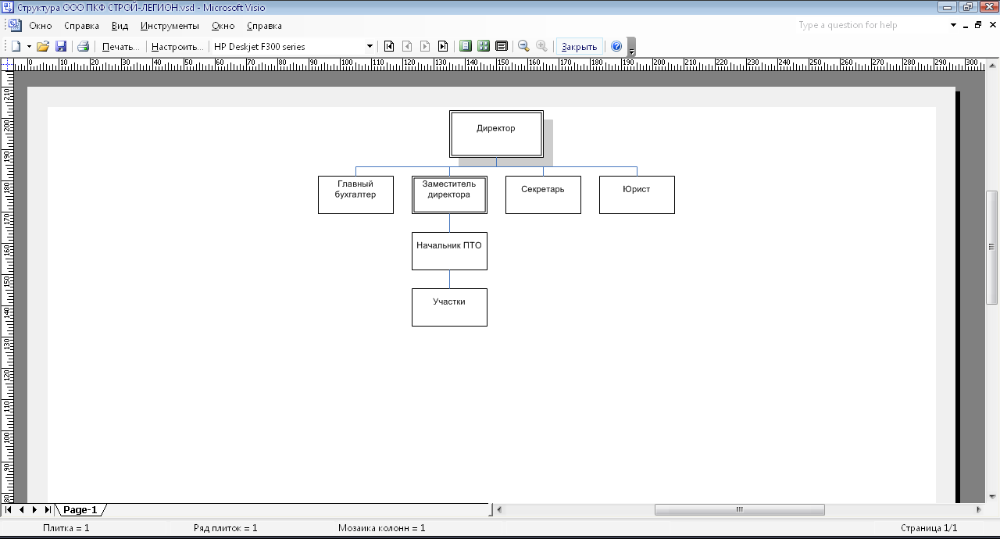 Структура ООО ПКФ СТРОЙ-ЛЕГИОН.vsd - Microsoft Visio
Окно Справка Вид Инструменты Окно Справка Type a question for help
Печать... Настроить... HP Deskjet F300 series Закрыть
0 10 20 30 40 50 60 70 80 90 100 110 120 130 140 150 160 170 180 190 200 210 220 230 240 250 260 270 280 290 300
210
200
190
180
170
160
150
140
130
120
110
100
90
80
Директор
Главный
бухгалтер
Заместитель
директора
Секретарь
Юрист
Начальник ПТО
Участки
Page-1
Плитка = 1 Ряд плиток = 1 Мозаика колонн = 1 Страница 1/1